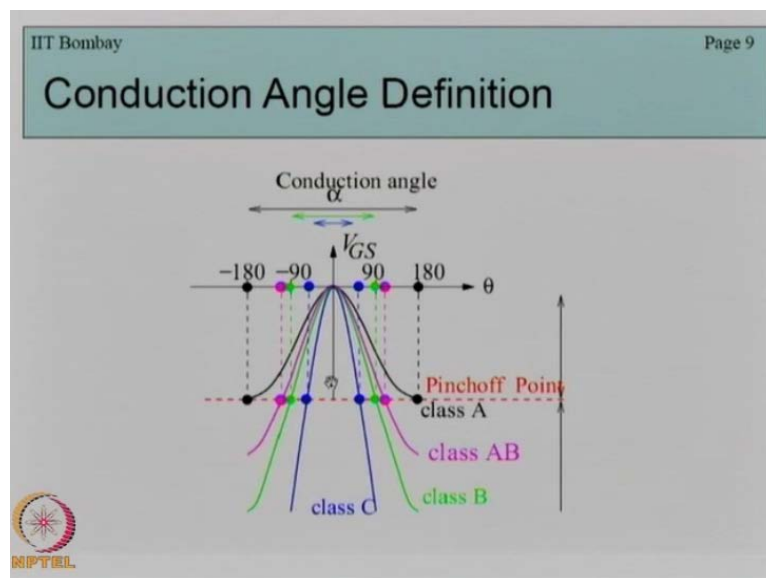 IIT Bombay
Page 9
Conduction Angle Definition
Conduction angle
α
V_GS
−180 −90 90 180 θ
Pinchoff Point
class A
class AB
class B
class C
NPTEL